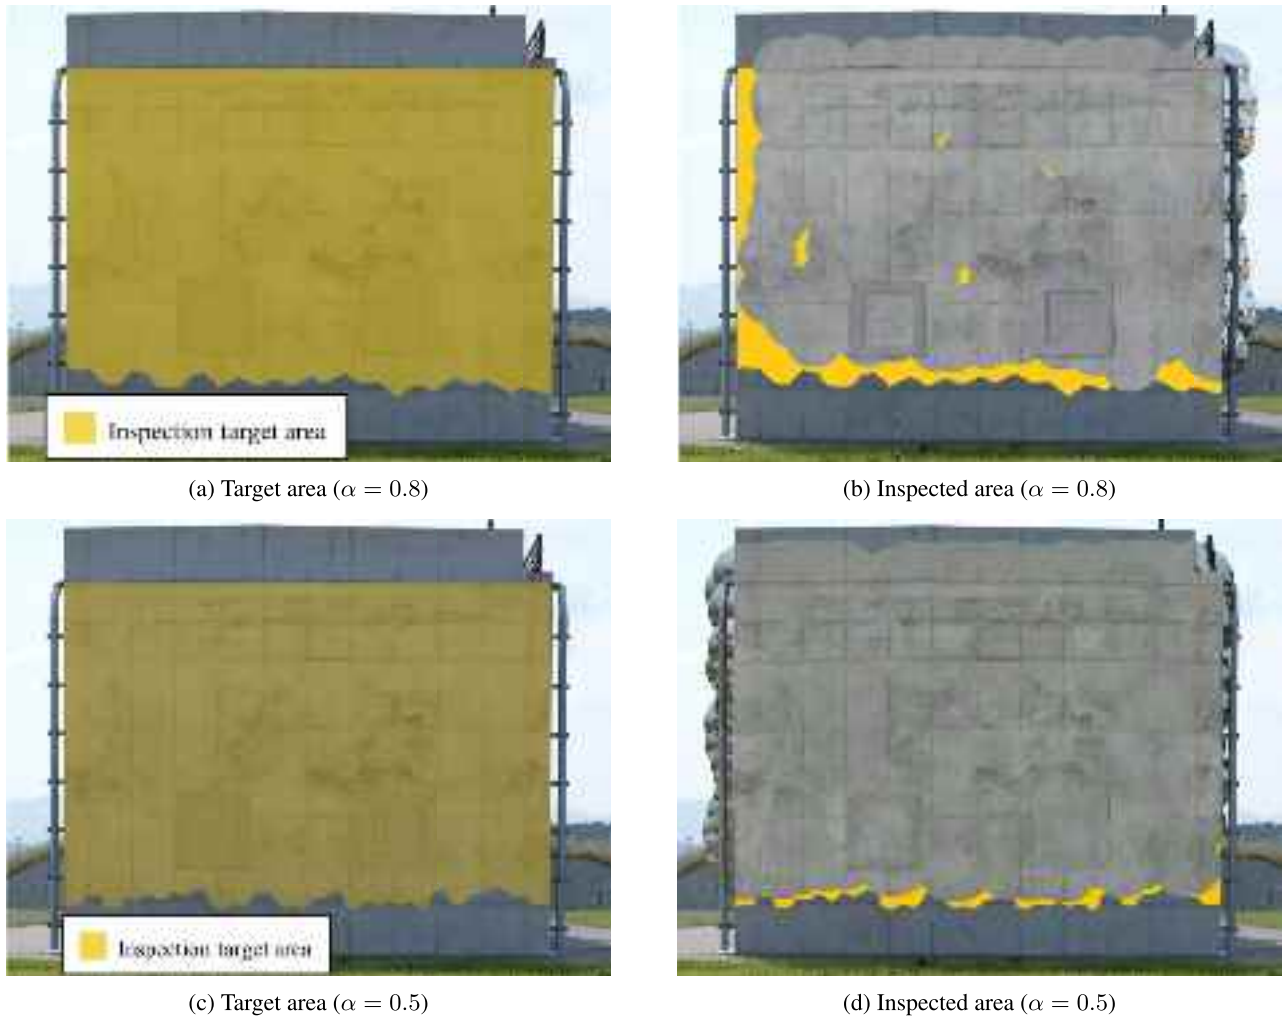 Inspection target area
(a) Target area (α = 0.8)
(b) Inspected area (α = 0.8)
Inspection target area
(c) Target area (α = 0.5)
(d) Inspected area (α = 0.5)